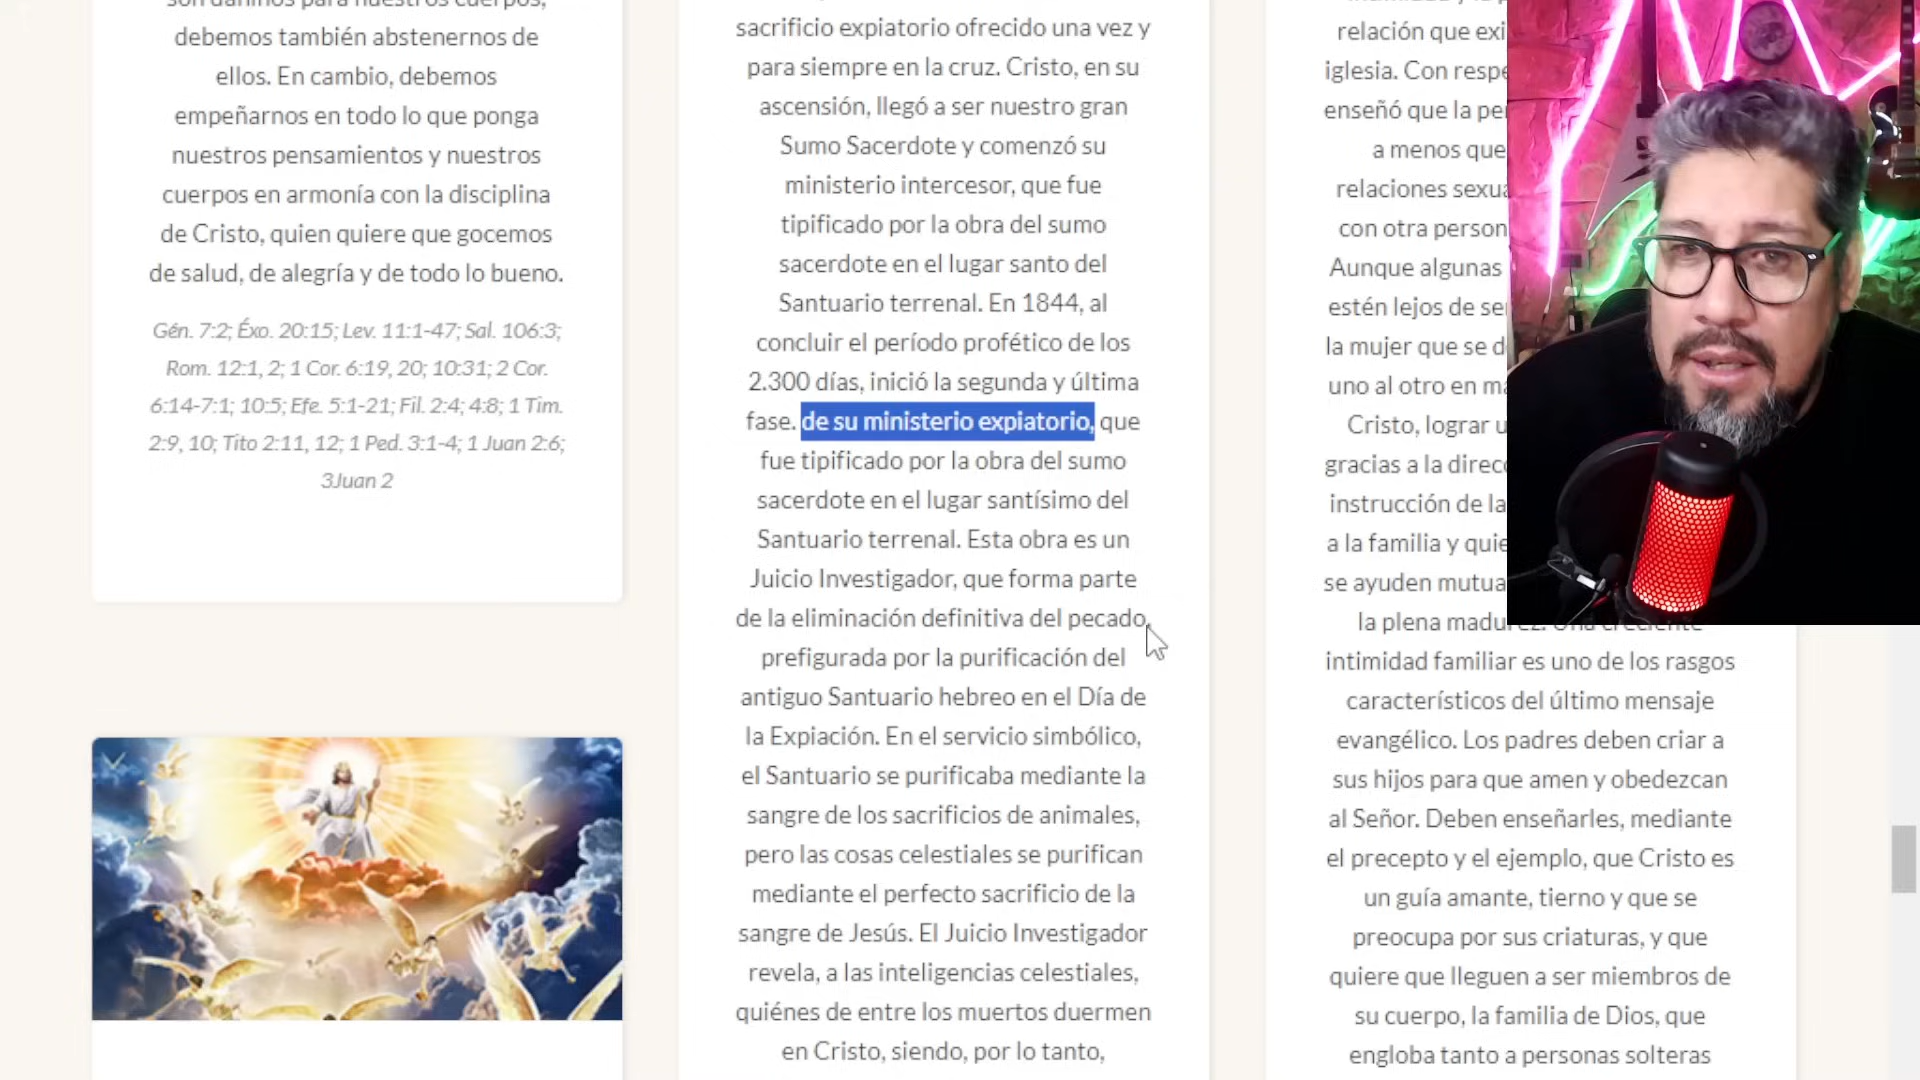 son dañinos para nuestros cuerpos,
debemos también abstenernos de
ellos. En cambio, debemos
empeñarnos en todo lo que ponga
nuestros pensamientos y nuestros
cuerpos en armonía con la disciplina
de Cristo, quien quiere que gocemos
de salud, de alegría y de todo lo bueno.
Gén. 7:2; Éxo. 20:15; Lev. 11:1-47; Sal. 106:3;
Rom. 12:1, 2; 1 Cor. 6:19, 20; 10:31; 2 Cor.
6:14-7:1; 10:5; Efe. 5:1-21; Fil. 2:4; 4:8; 1 Tim.
2:9, 10; Tito 2:11, 12; 1 Ped. 3:1-4; 1 Juan 2:6;
3Juan 2
sacrificio expiatorio ofrecido una vez y
para siempre en la cruz. Cristo, en su
ascensión, llegó a ser nuestro gran
Sumo Sacerdote y comenzó su
ministerio intercesor, que fue
tipificado por la obra del sumo
sacerdote en el lugar santo del
Santuario terrenal. En 1844, al
concluir el período profético de los
2.300 días, inició la segunda y última
fase. de su ministerio expiatorio, que
fue tipificado por la obra del sumo
sacerdote en el lugar santísimo del
Santuario terrenal. Esta obra es un
Juicio Investigador, que forma parte
de la eliminación definitiva del pecado,
prefigurada por la purificación del
antiguo Santuario hebreo en el Día de
la Expiación. En el servicio simbólico,
el Santuario se purificaba mediante la
sangre de los sacrificios de animales,
pero las cosas celestiales se purifican
mediante el perfecto sacrificio de la
sangre de Jesús. El Juicio Investigador
revela, a las inteligencias celestiales,
quiénes de entre los muertos duermen
en Cristo, siendo, por lo tanto,
relación que exi
iglesia. Con respe
enseñó que la pe
a menos que
relaciones sexua
con otra person
Aunque algunas
estén lejos de se
la mujer que se d
uno al otro en ma
Cristo, lograr u
gracias a la direc
instrucción de la
a la familia y quie
se ayuden mutua
la plena madurez. Una creciente
intimidad familiar es uno de los rasgos
característicos del último mensaje
evangélico. Los padres deben criar a
sus hijos para que amen y obedezcan
al Señor. Deben enseñarles, mediante
el precepto y el ejemplo, que Cristo es
un guía amante, tierno y que se
preocupa por sus criaturas, y que
quiere que lleguen a ser miembros de
su cuerpo, la familia de Dios, que
engloba tanto a personas solteras